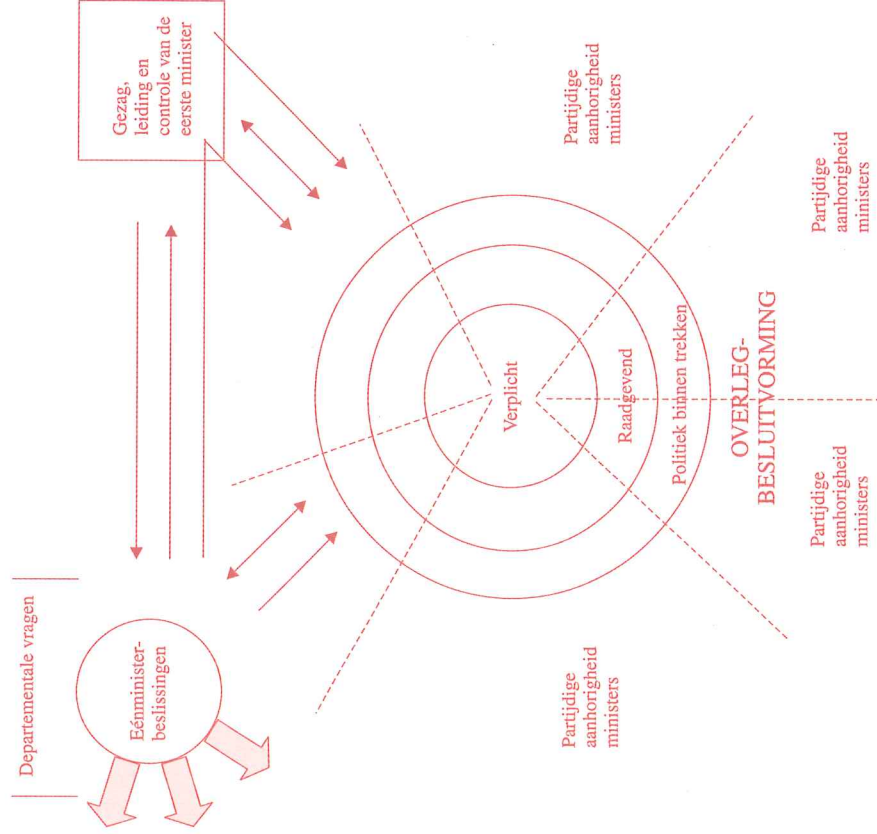 Departementale vragen
Eénminister-
beslissingen
Gezag,
leiding en
controle van de
eerste minister
Partijdige
aanhorigheid
ministers
Partijdige
aanhorigheid
ministers
Verplicht
Raadgevend
Politiek binnen trekken
OVERLEG-
BESLUITVORMING
Partijdige
aanhorigheid
ministers
Partijdige
aanhorigheid
ministers